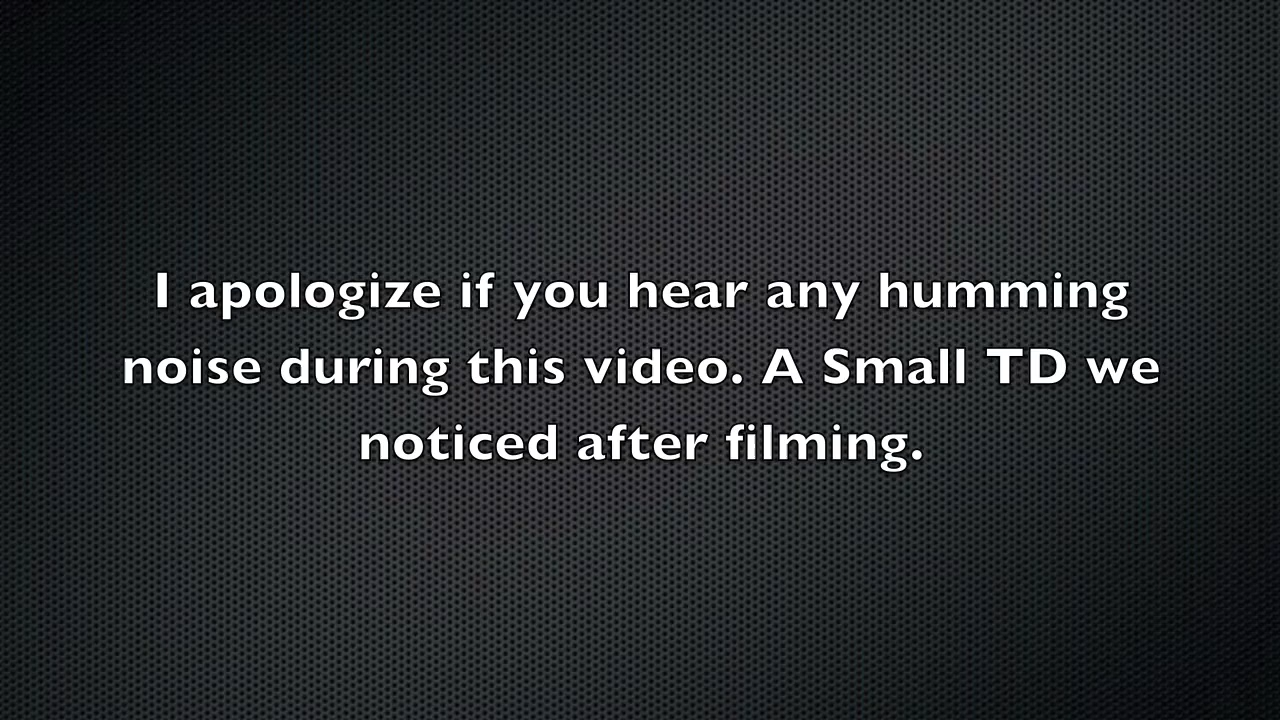 I apologize if you hear any humming
noise during this video. A Small TD we
noticed after filming.